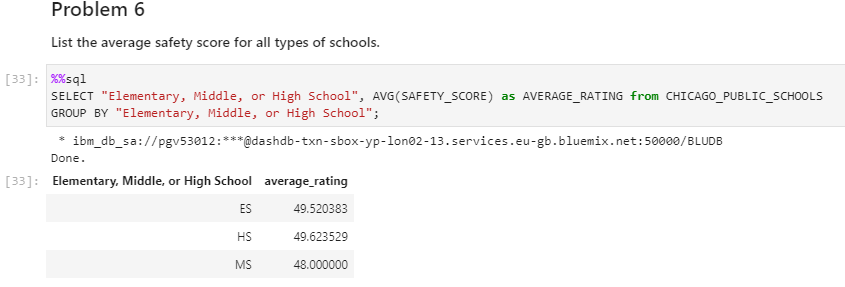 Problem 6
List the average safety score for all types of schools.
[33]: %%sql
SELECT "Elementary, Middle, or High School", AVG(SAFETY_SCORE) as AVERAGE_RATING from CHICAGO_PUBLIC_SCHOOLS
GROUP BY "Elementary, Middle, or High School";
* ibm_db_sa://pgv53012:***@dashdb-txn-sbox-yp-lon02-13.services.eu-gb.bluemix.net:50000/BLUDB
Done.
[33]: Elementary, Middle, or High School average_rating
ES 49.520383
HS 49.623529
MS 48.000000